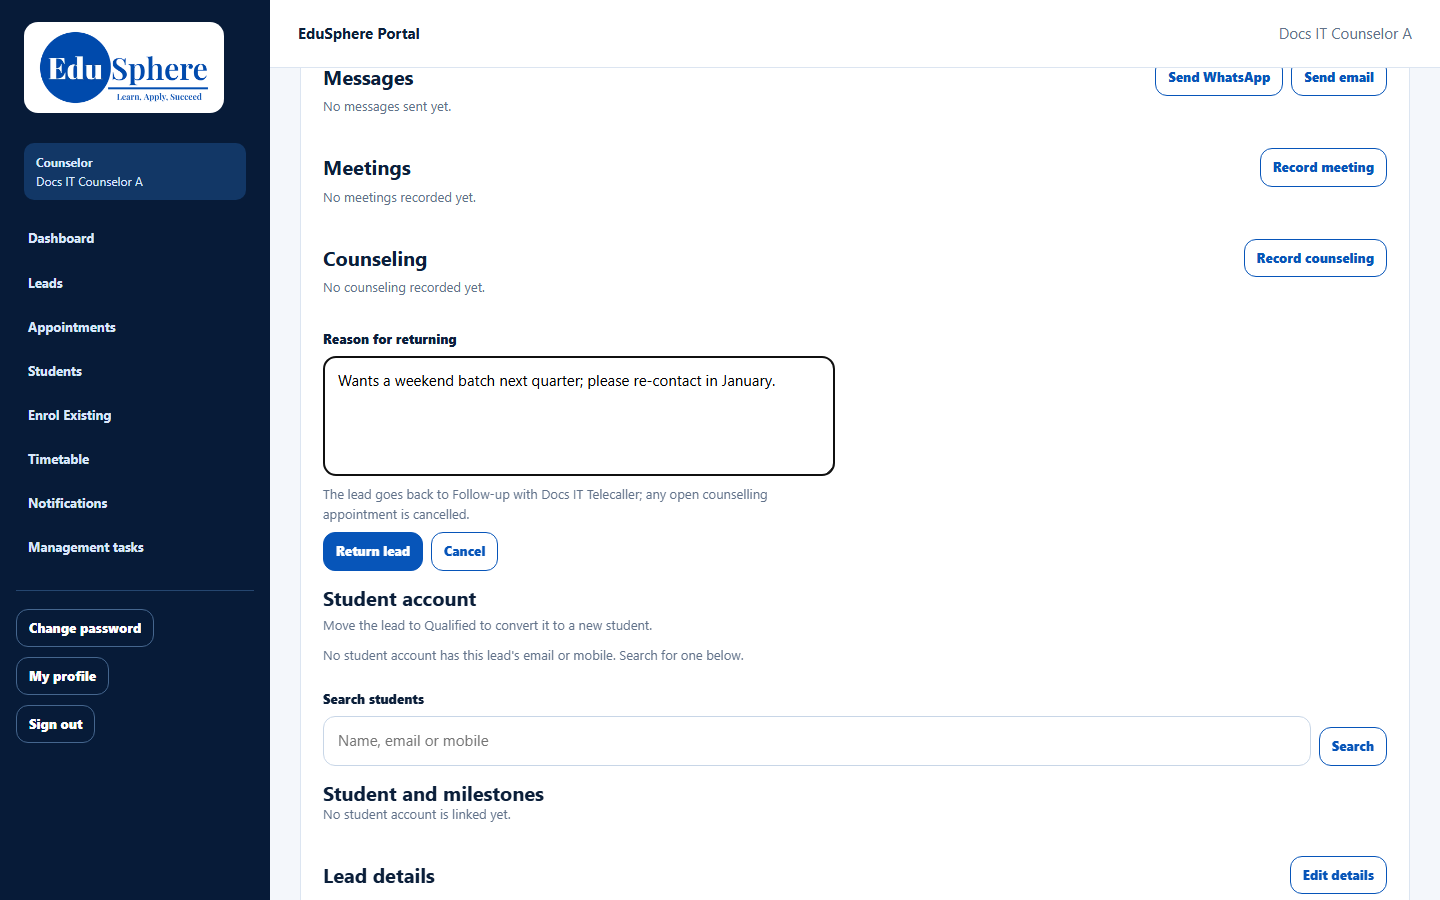 EduSphere
Learn. Apply, Succeed
Counselor
Docs IT Counselor A
Dashboard
Leads
Appointments
Students
Enrol Existing
Timetable
Notifications
Management tasks
Change password
My profile
Sign out
EduSphere Portal
Docs IT Counselor A
Messages
Send WhatsApp
Send email
No messages sent yet.
Meetings
Record meeting
No meetings recorded yet.
Counseling
Record counseling
No counseling recorded yet.
Reason for returning
Wants a weekend batch next quarter; please re-contact in January.
The lead goes back to Follow-up with Docs IT Telecaller; any open counselling
appointment is cancelled.
Return lead
Cancel
Student account
Move the lead to Qualified to convert it to a new student.
No student account has this lead's email or mobile. Search for one below.
Search students
Name, email or mobile
Search
Student and milestones
No student account is linked yet.
Lead details
Edit details